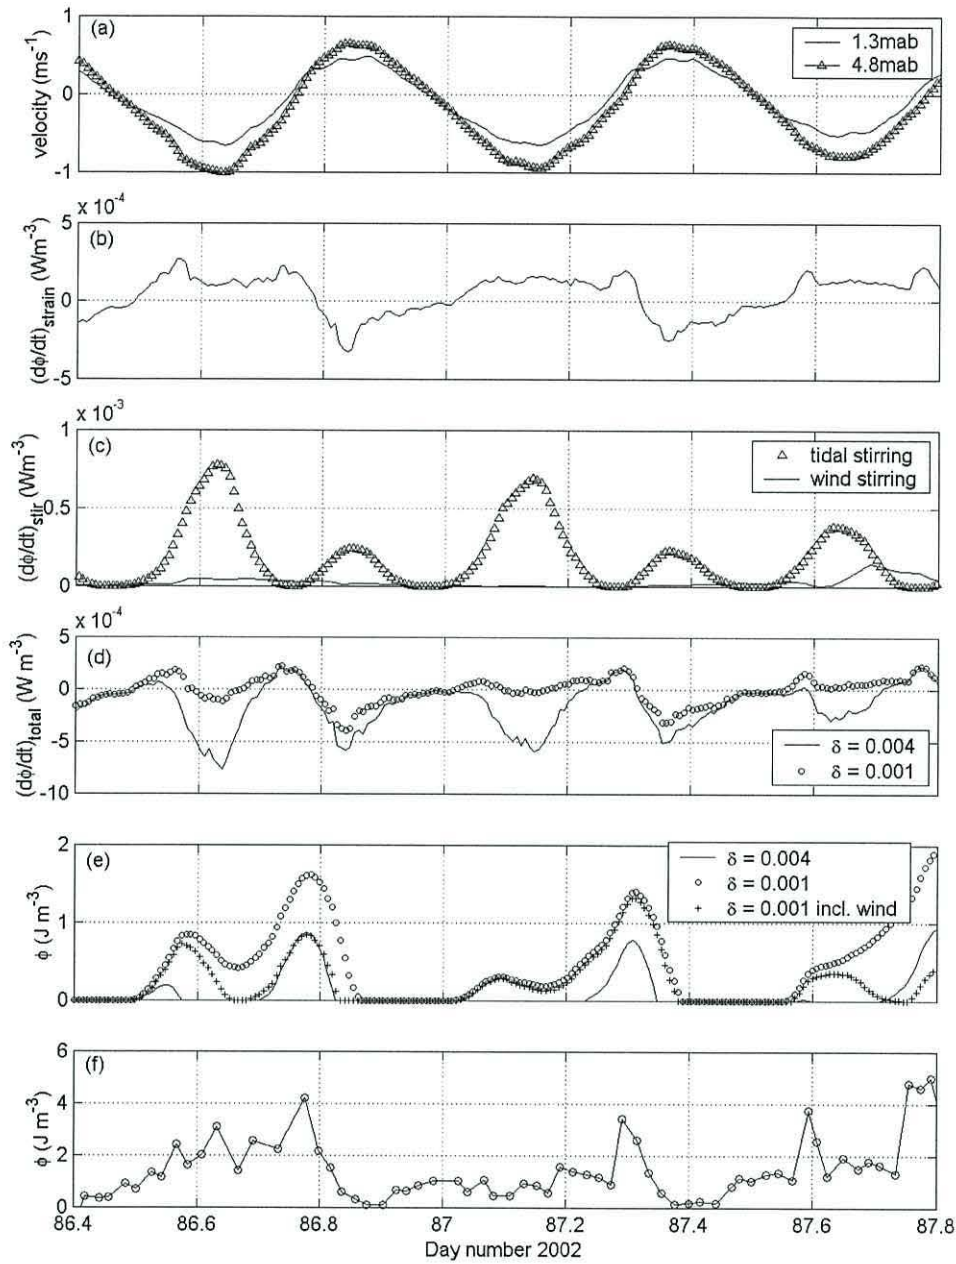 (a)
1
0
-1
velocity (ms⁻¹)
1.3mab
4.8mab
x 10⁻⁴
(b)
5
0
-5
(dϕ/dt)strain (Wm⁻³)
x 10⁻³
(c)
1
0.5
0
(dϕ/dt)stir (Wm⁻³)
tidal stirring
wind stirring
x 10⁻⁴
(d)
5
0
-5
-10
(dϕ/dt)total (W m⁻³)
δ = 0.004
δ = 0.001
(e)
2
1
0
ϕ (J m⁻³)
δ = 0.004
δ = 0.001
δ = 0.001 incl. wind
(f)
6
4
2
0
ϕ (J m⁻³)
86.4 86.6 86.8 87 87.2 87.4 87.6 87.8
Day number 2002